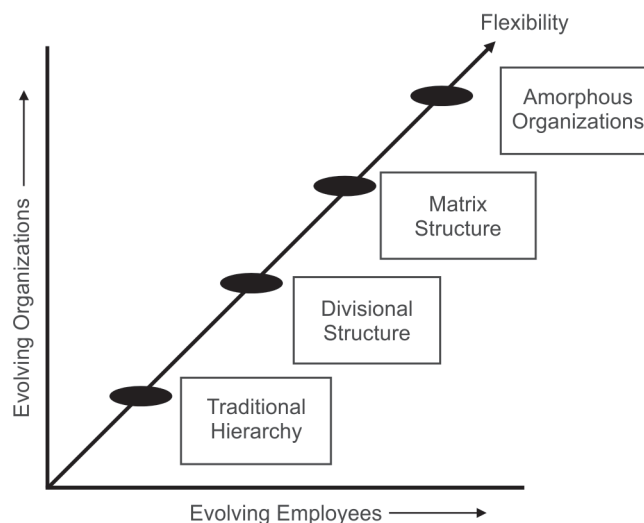 Flexibility
Amorphous
Organizations
Matrix
Structure
Divisional
Structure
Traditional
Hierarchy
Evolving Organizations
Evolving Employees